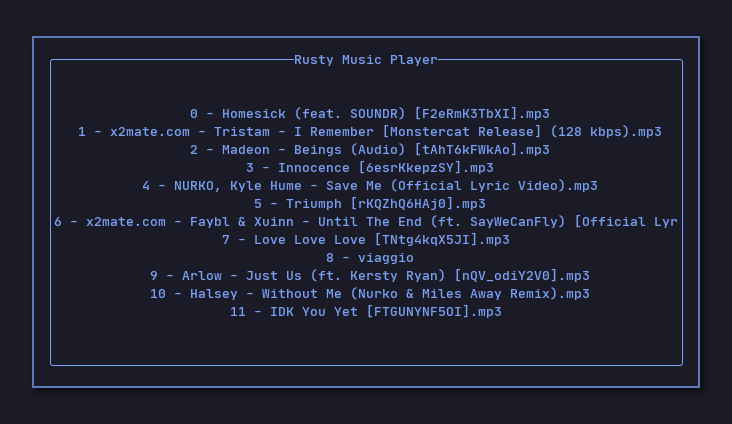 Rusty Music Player
0 - Homesick (feat. SOUNDR) [F2eRmK3TbXI].mp3
1 - x2mate.com - Tristam - I Remember [Monstercat Release] (128 kbps).mp3
2 - Madeon - Beings (Audio) [tAhT6kFWkAo].mp3
3 - Innocence [6esrKkepzSY].mp3
4 - NURKO, Kyle Hume - Save Me (Official Lyric Video).mp3
5 - Triumph [rKQZhQ6HAj0].mp3
6 - x2mate.com - Faybl & Xuinn - Until The End (ft. SayWeCanFly) [Official Lyr
7 - Love Love Love [TNtg4kqX5JI].mp3
8 - viaggio
9 - Arlow - Just Us (ft. Kersty Ryan) [nQV_odiY2V0].mp3
10 - Halsey - Without Me (Nurko & Miles Away Remix).mp3
11 - IDK You Yet [FTGUNYNF5OI].mp3